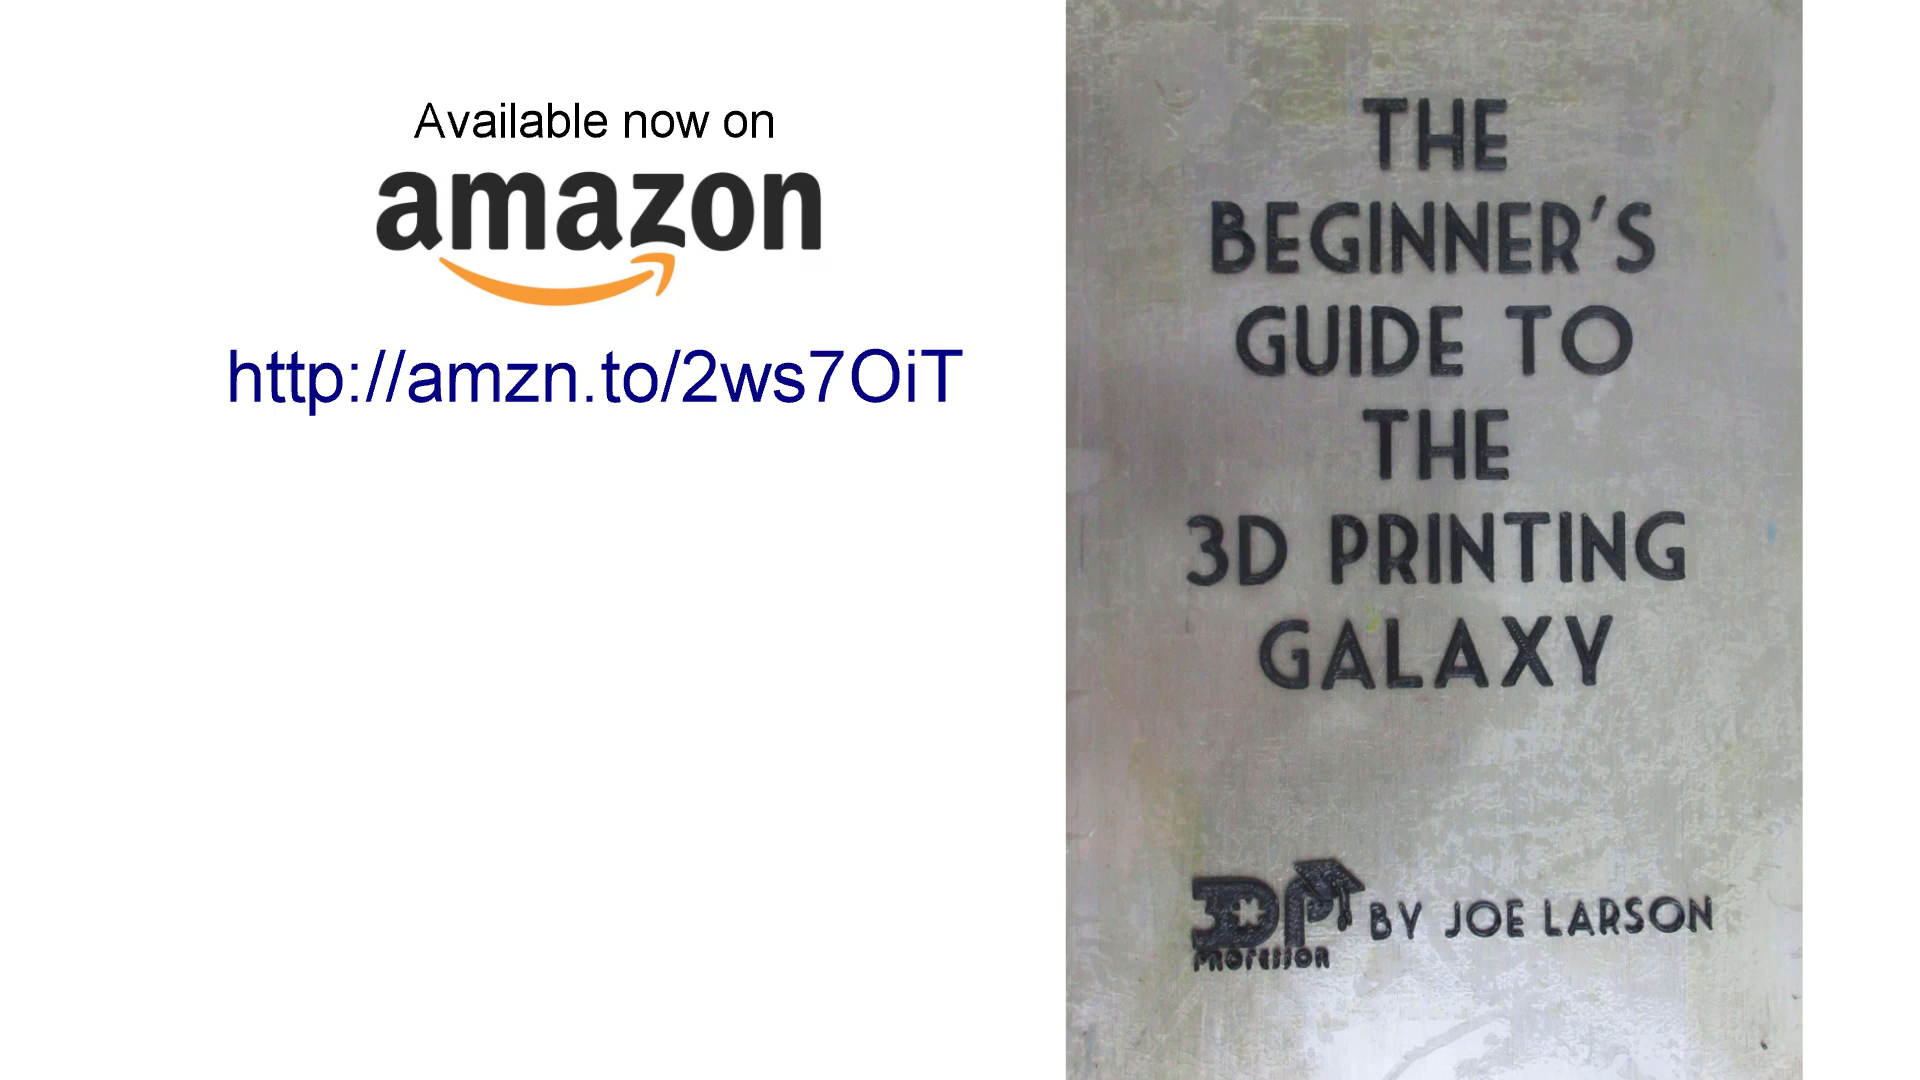 Available now on
amazon
http://amzn.to/2ws7OiT
THE
BEGINNER'S
GUIDE TO
THE
3D PRINTING
GALAXY
3DP
PROFESSOR
BY JOE LARSON